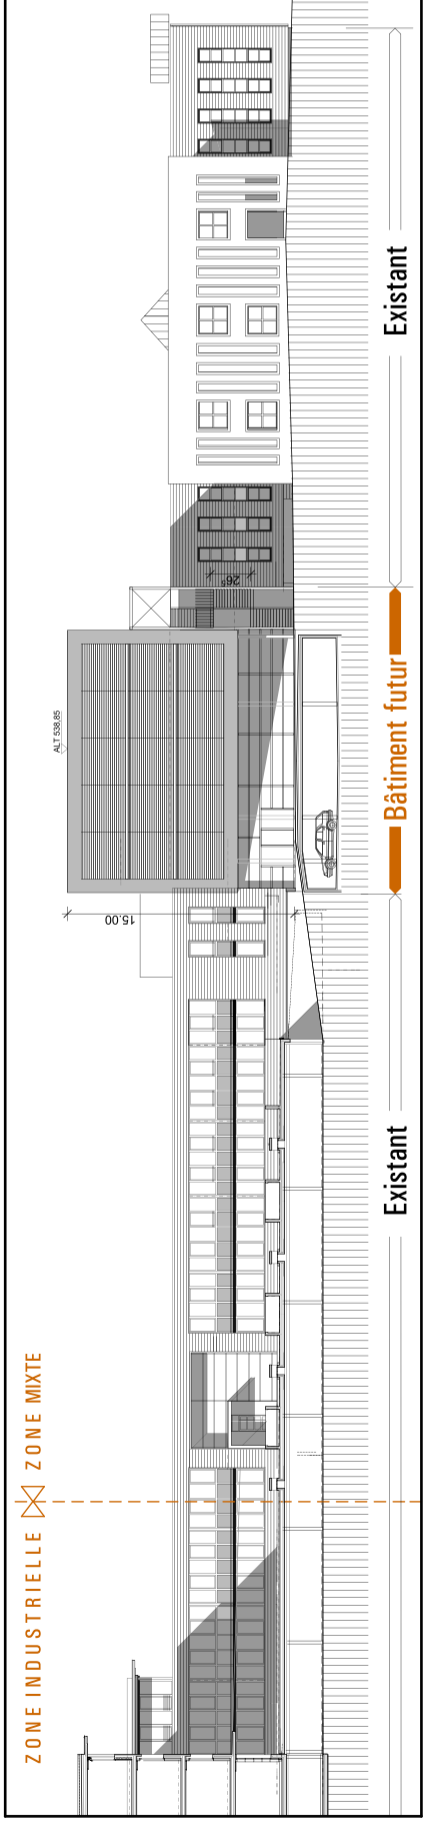 ZONE INDUSTRIELLE ZONE MIXTE
ALT 538.85
15.00
26⁵
Existant
Bâtiment futur
Existant